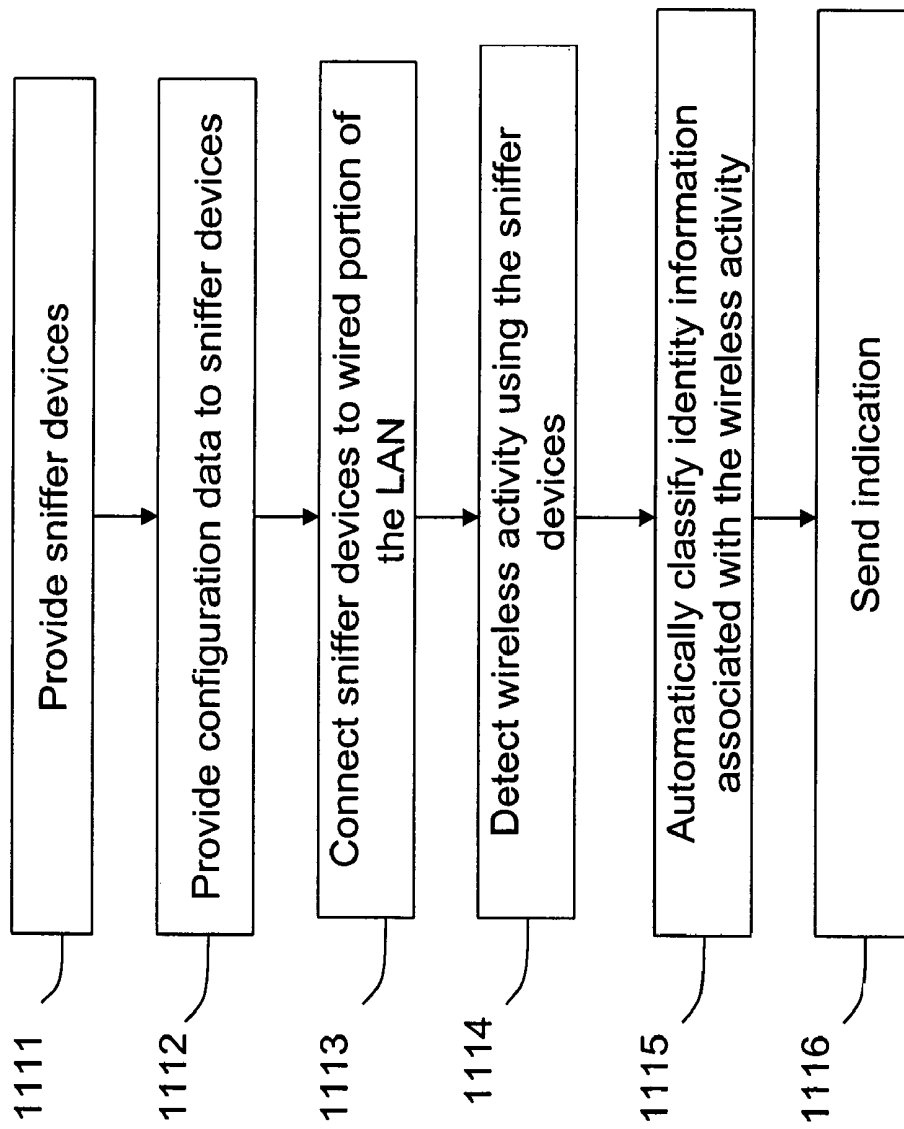 1111
Provide sniffer devices
1112
Provide configuration data to sniffer devices
1113
Connect sniffer devices to wired portion of
the LAN
1114
Detect wireless activity using the sniffer
devices
1115
Automatically classify identity information
associated with the wireless activity
1116
Send indication